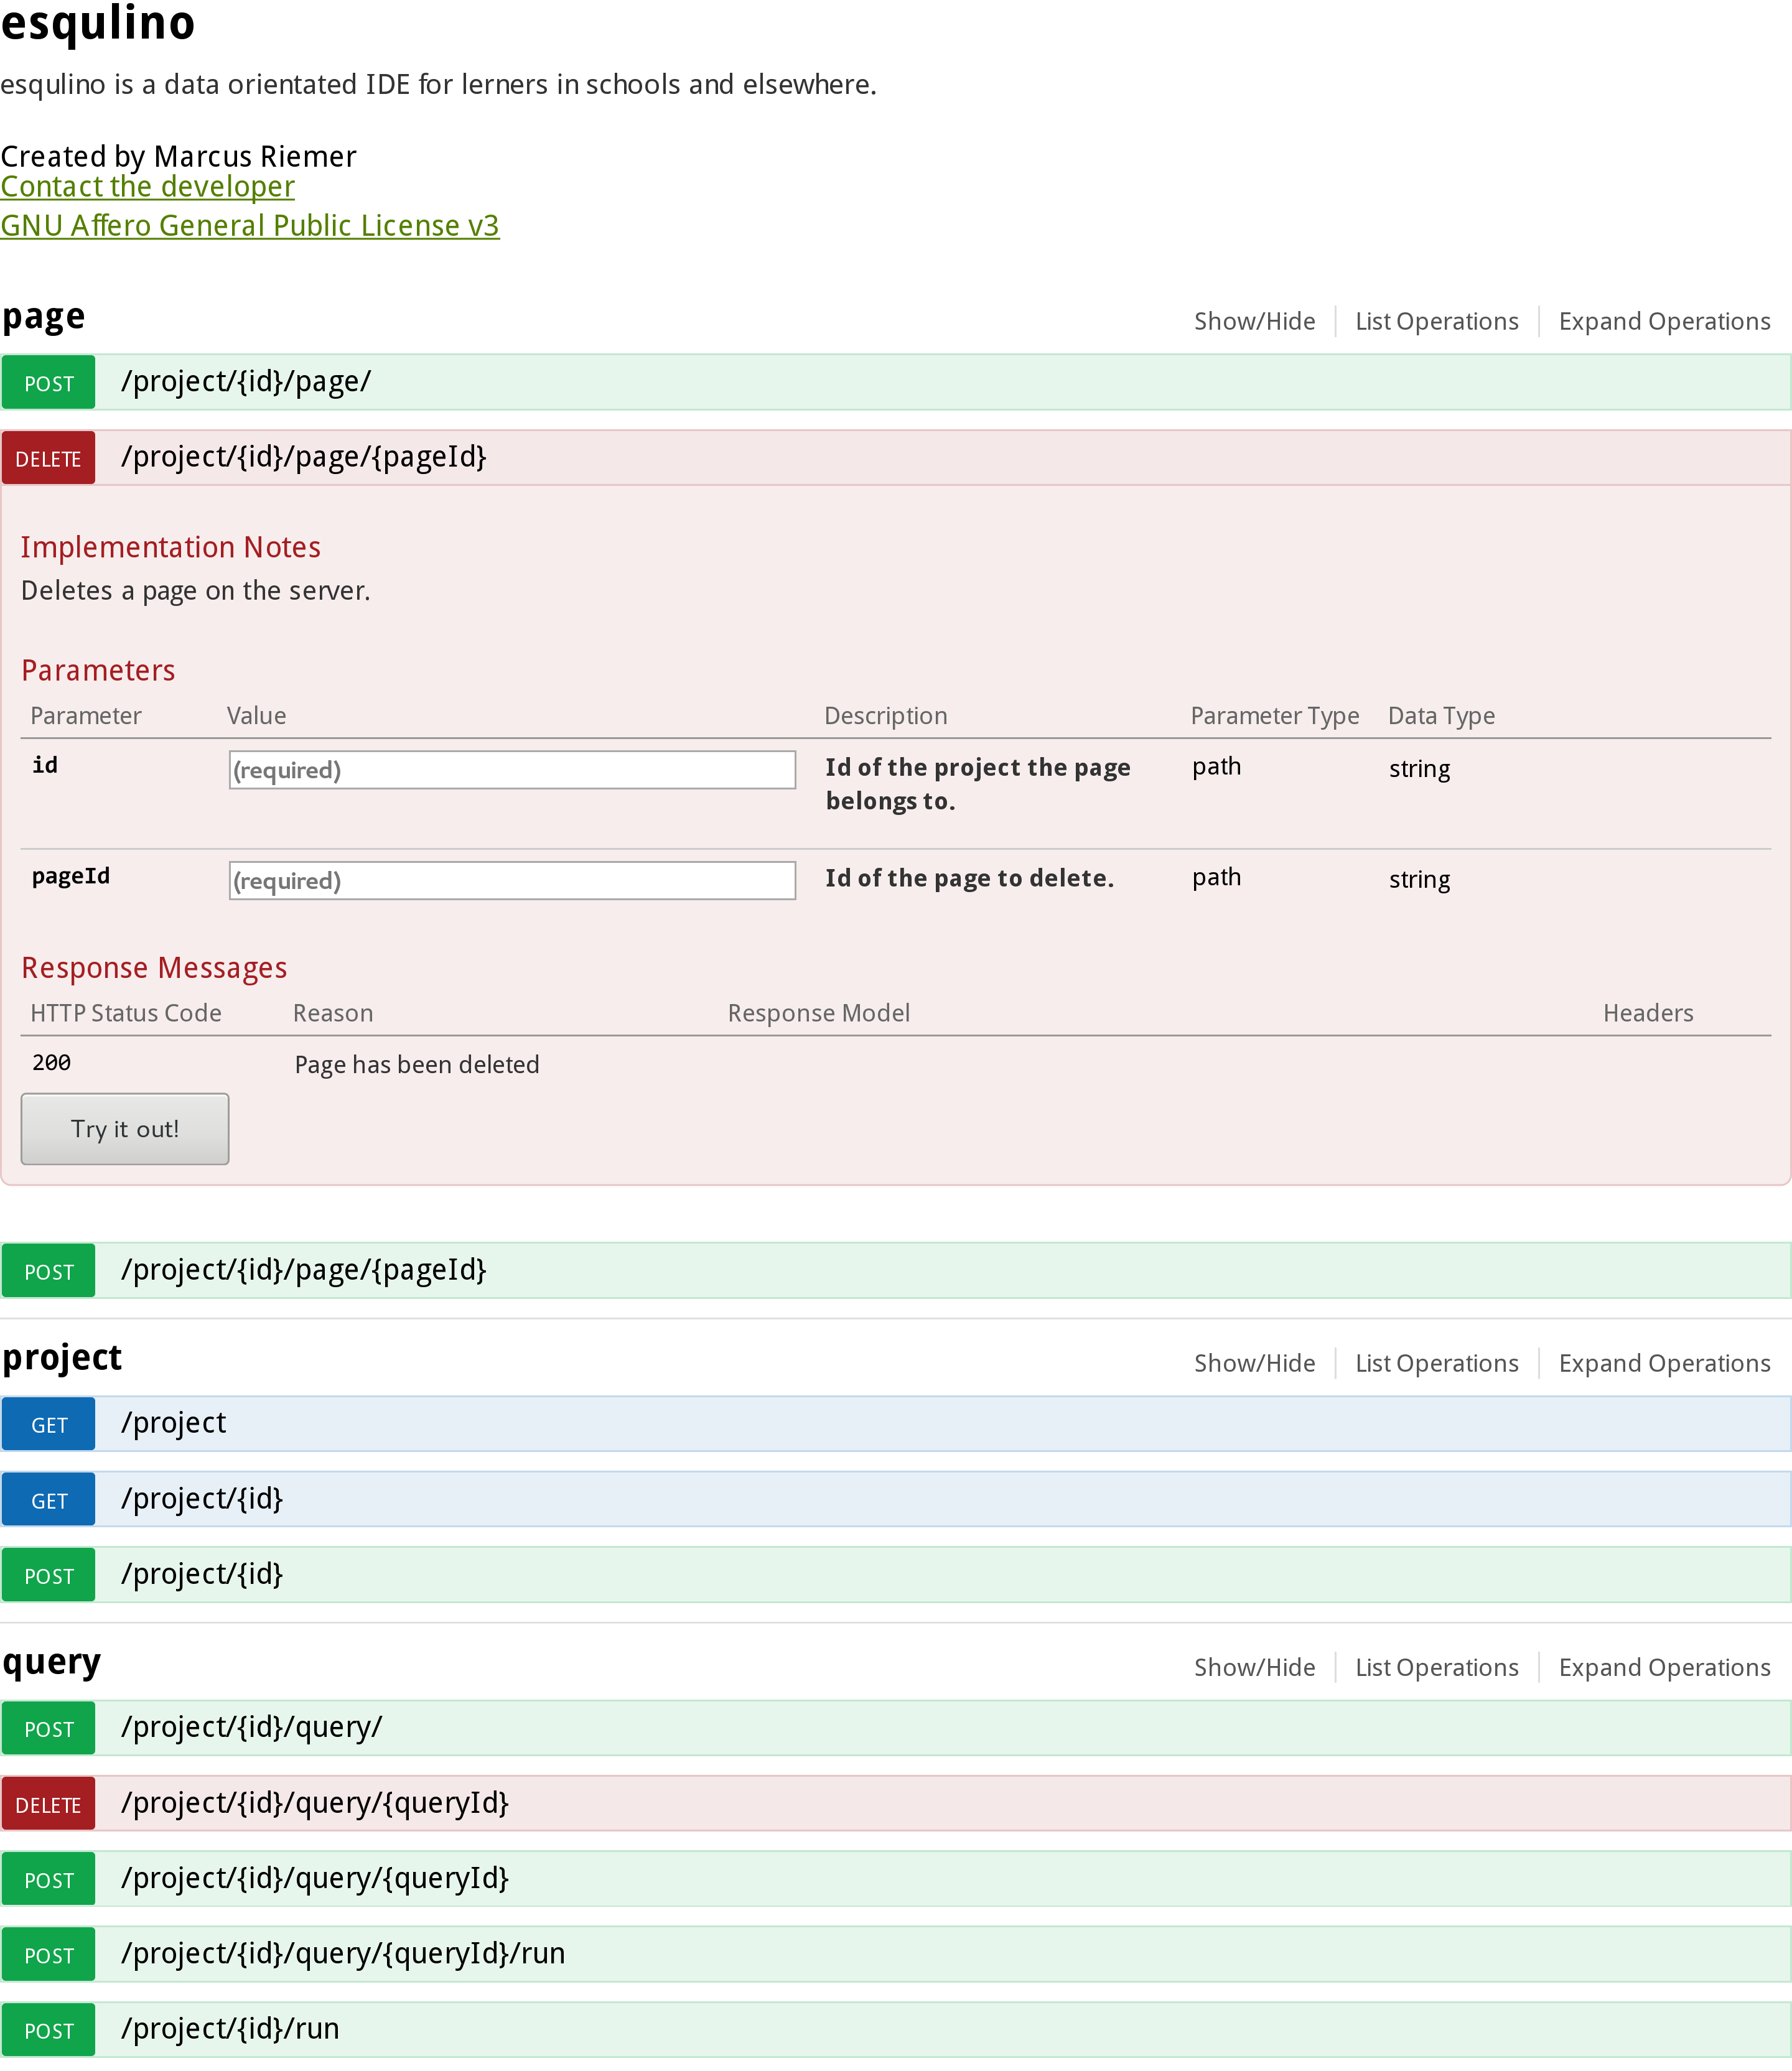 esqulino
esqulino is a data orientated IDE for lerners in schools and elsewhere.
Created by Marcus Riemer
Contact the developer
GNU Affero General Public License v3
page Show/Hide List Operations Expand Operations
POST /project/{id}/page/
DELETE /project/{id}/page/{pageId}
Implementation Notes
Deletes a page on the server.
Parameters
Parameter Value Description Parameter Type Data Type
id (required) Id of the project the page path string
belongs to.
pageId (required) Id of the page to delete. path string
Response Messages
HTTP Status Code Reason Response Model Headers
200 Page has been deleted
Try it out!
POST /project/{id}/page/{pageId}
project Show/Hide List Operations Expand Operations
GET /project
GET /project/{id}
POST /project/{id}
query Show/Hide List Operations Expand Operations
POST /project/{id}/query/
DELETE /project/{id}/query/{queryId}
POST /project/{id}/query/{queryId}
POST /project/{id}/query/{queryId}/run
POST /project/{id}/run